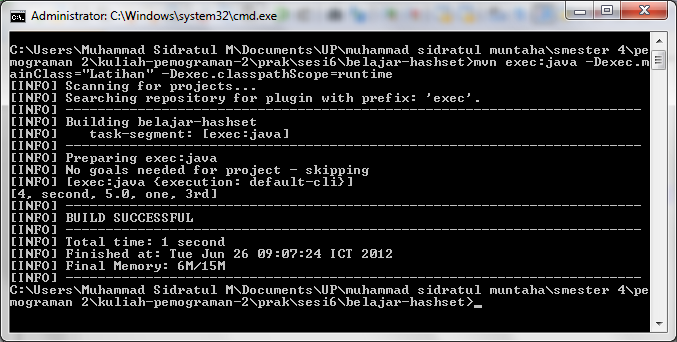 Administrator: C:\Windows\system32\cmd.exe
C:\Users\Muhammad Sidratul M\Documents\UP\muhammad sidratul muntaha\smester 4\pe
mograman 2\kuliah-pemograman-2\prak\sesi6\belajar-hashset>mvn exec:java -Dexec.m
ainClass="Latihan" -Dexec.classpathScope=runtime
[INFO] Scanning for projects...
[INFO] Searching repository for plugin with prefix: 'exec'.
[INFO] ------------------------------------------------------------------------
[INFO] Building belajar-hashset
[INFO]    task-segment: [exec:java]
[INFO] ------------------------------------------------------------------------
[INFO] Preparing exec:java
[INFO] No goals needed for project - skipping
[INFO] [exec:java {execution: default-cli}]
[4, second, 5.0, one, 3rd]
[INFO] ------------------------------------------------------------------------
[INFO] BUILD SUCCESSFUL
[INFO] ------------------------------------------------------------------------
[INFO] Total time: 1 second
[INFO] Finished at: Tue Jun 26 09:07:24 ICT 2012
[INFO] Final Memory: 6M/15M
[INFO] ------------------------------------------------------------------------
C:\Users\Muhammad Sidratul M\Documents\UP\muhammad sidratul muntaha\smester 4\pe
mograman 2\kuliah-pemograman-2\prak\sesi6\belajar-hashset>_